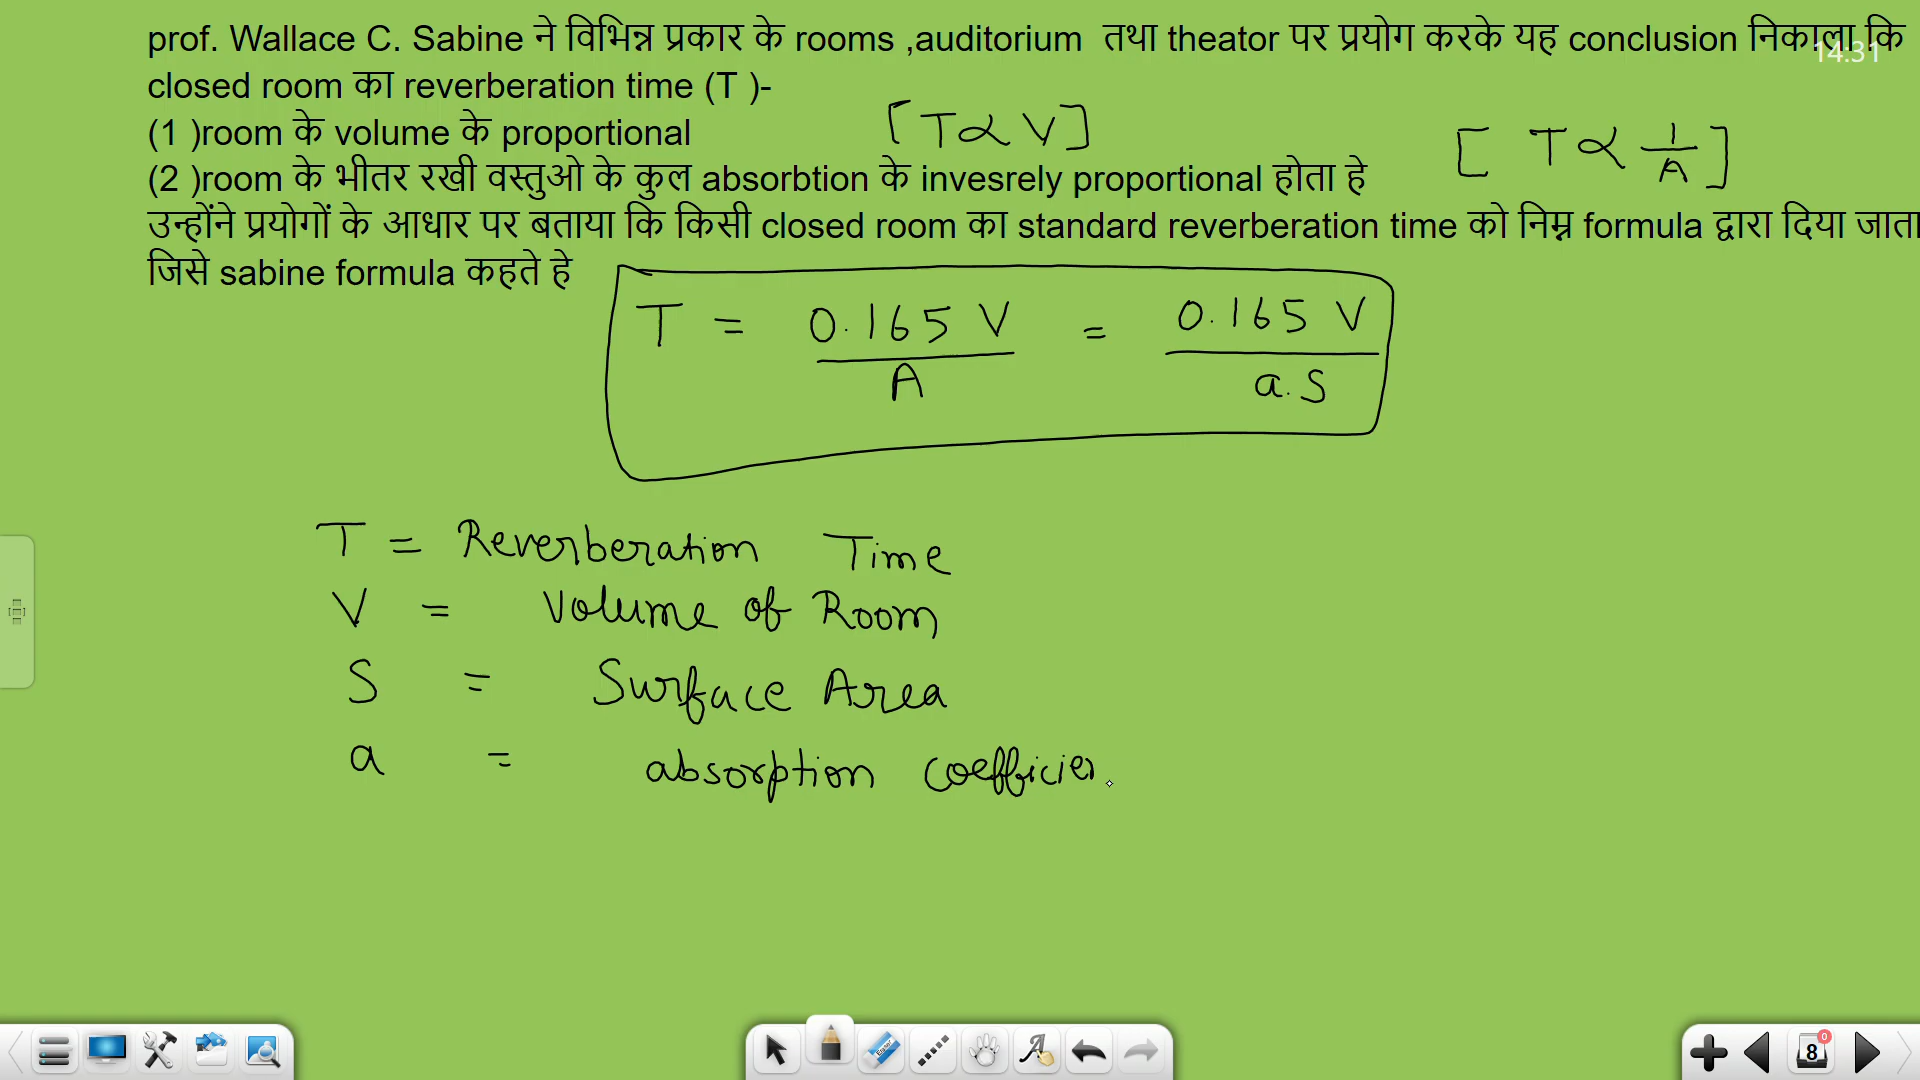 prof. Wallace C. Sabine ने विभिन्न प्रकार के rooms ,auditorium तथा theator पर प्रयोग करके यह conclusion निकाला कि
14:31
closed room का reverberation time (T )-
(1 )room के volume के proportional
[T∝V]
[T∝1/A]
(2 )room के भीतर रखी वस्तुओ के कुल absorbtion के invesrely proportional होता हे
उन्होंने प्रयोगों के आधार पर बताया कि किसी closed room का standard reverberation time को निम्न formula द्वारा दिया जाता
जिसे sabine formula कहते हे
T = 0.165 V / A = 0.165 V / a.S
T = Reverberation Time
V = Volume of Room
S = Surface Area
a = absorption coefficien
Eraser
8
0